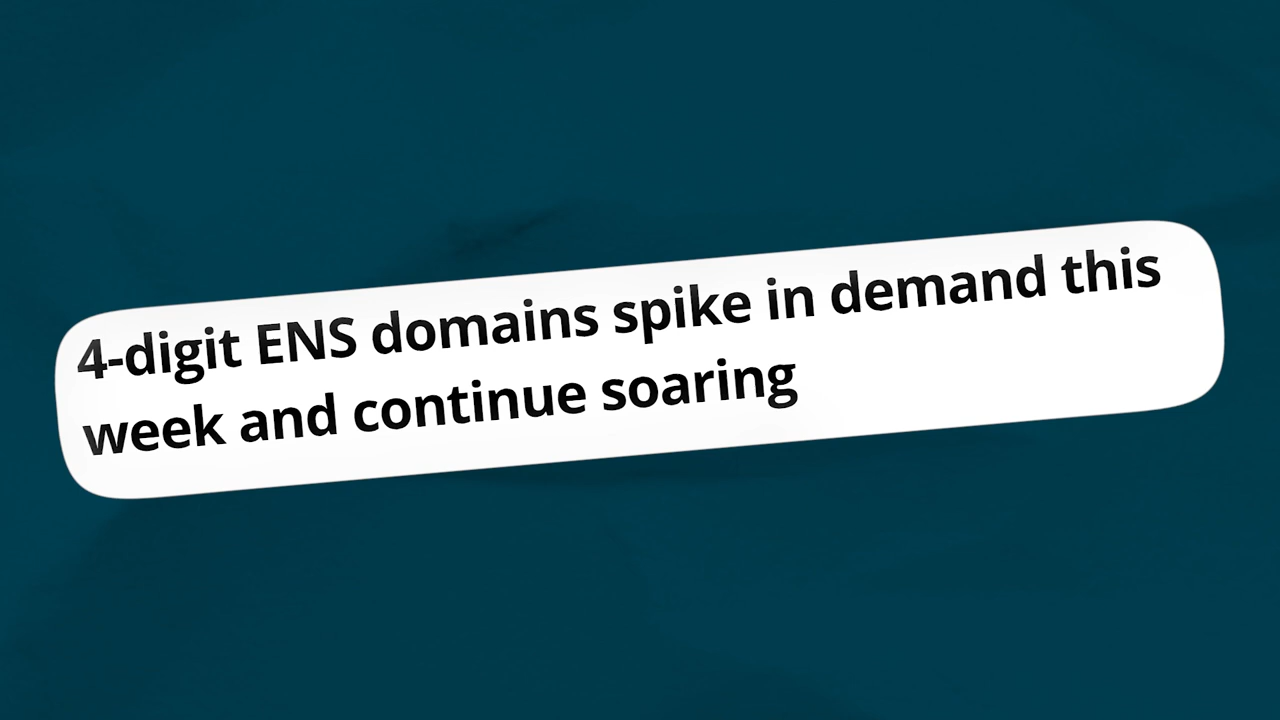 4-digit ENS domains spike in demand this
week and continue soaring